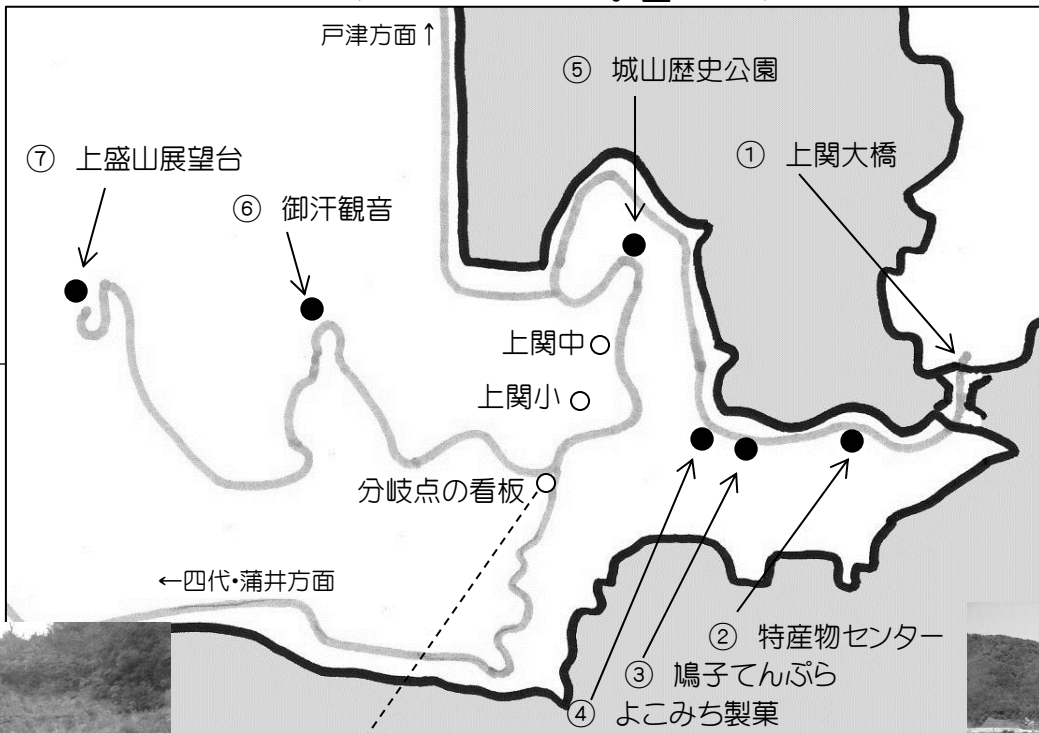 戸津方面↑
⑤ 城山歴史公園
① 上関大橋
⑦ 上盛山展望台
⑥ 御汗観音
上関中
上関小
分岐点の看板
←四代・蒲井方面
② 特産物センター
③ 鳩子てんぷら
④ よこみち製菓